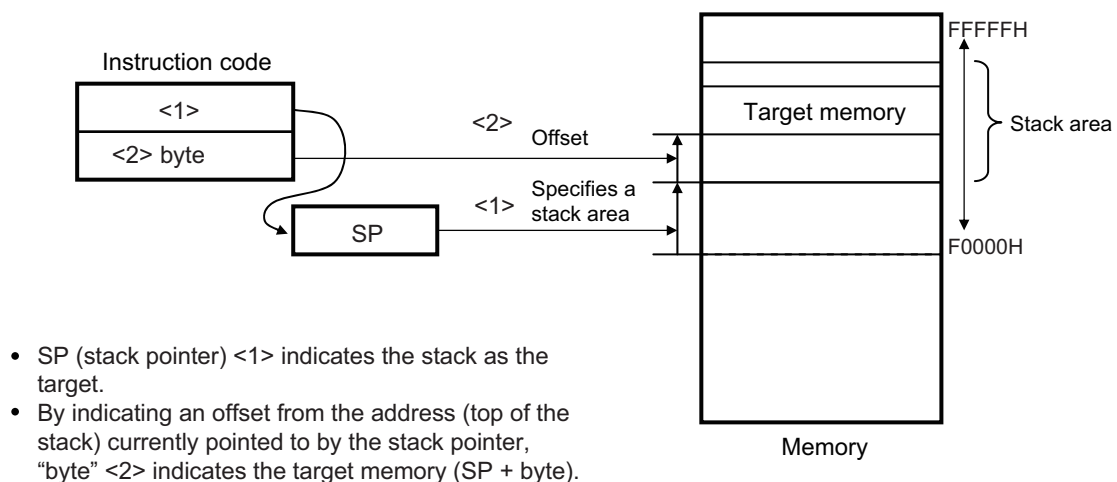 FFFFFH
Instruction code
<1>
<2> byte
<2>
Offset
Target memory
Stack area
<1>
Specifies a
stack area
SP
F0000H
Memory
• SP (stack pointer) <1> indicates the stack as the
target.
• By indicating an offset from the address (top of the
stack) currently pointed to by the stack pointer,
“byte” <2> indicates the target memory (SP + byte).